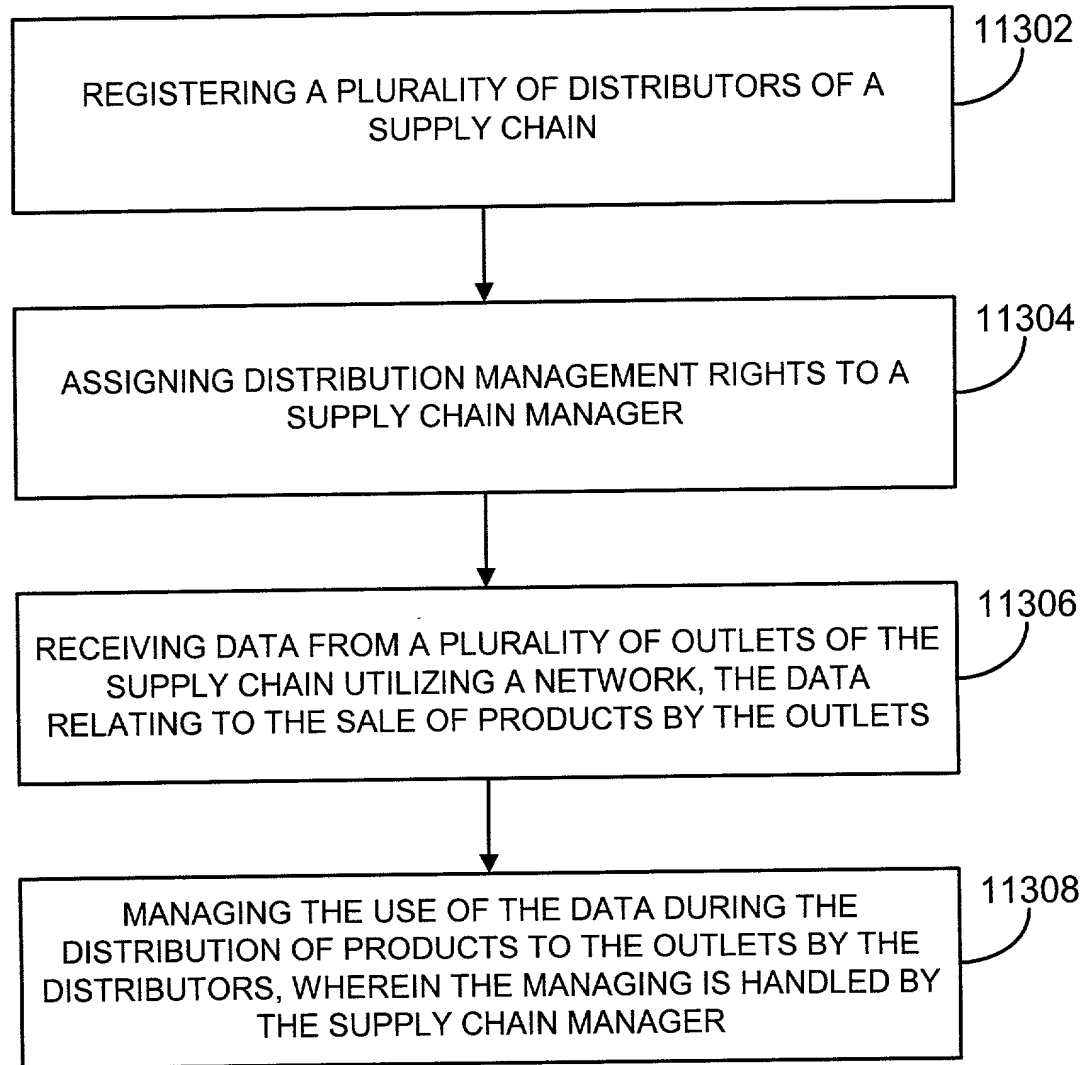 11302
REGISTERING A PLURALITY OF DISTRIBUTORS OF A
SUPPLY CHAIN
11304
ASSIGNING DISTRIBUTION MANAGEMENT RIGHTS TO A
SUPPLY CHAIN MANAGER
11306
RECEIVING DATA FROM A PLURALITY OF OUTLETS OF THE
SUPPLY CHAIN UTILIZING A NETWORK, THE DATA
RELATING TO THE SALE OF PRODUCTS BY THE OUTLETS
11308
MANAGING THE USE OF THE DATA DURING THE
DISTRIBUTION OF PRODUCTS TO THE OUTLETS BY THE
DISTRIBUTORS, WHEREIN THE MANAGING IS HANDLED BY
THE SUPPLY CHAIN MANAGER